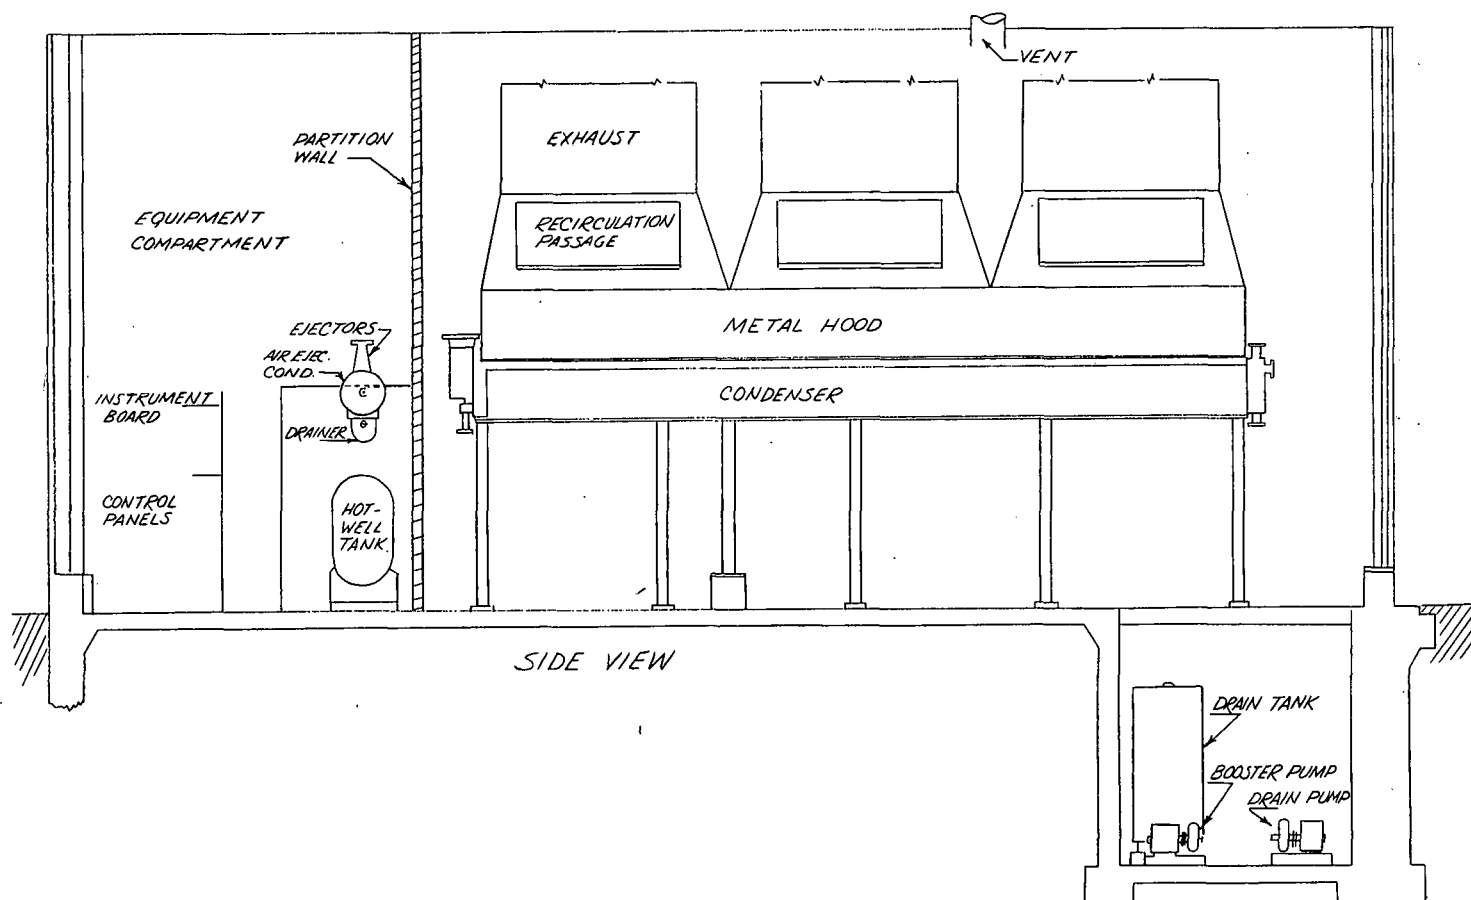 VENT
PARTITION
WALL
EXHAUST
EQUIPMENT
COMPARTMENT
RECIRCULATION
PASSAGE
EJECTORS
AIR EJEC.
COND.
METAL HOOD
INSTRUMENT
BOARD
CONDENSER
DRAINER
CONTROL
PANELS
HOT-
WELL
TANK.
SIDE VIEW
DRAIN TANK
BOOSTER PUMP
DRAIN PUMP